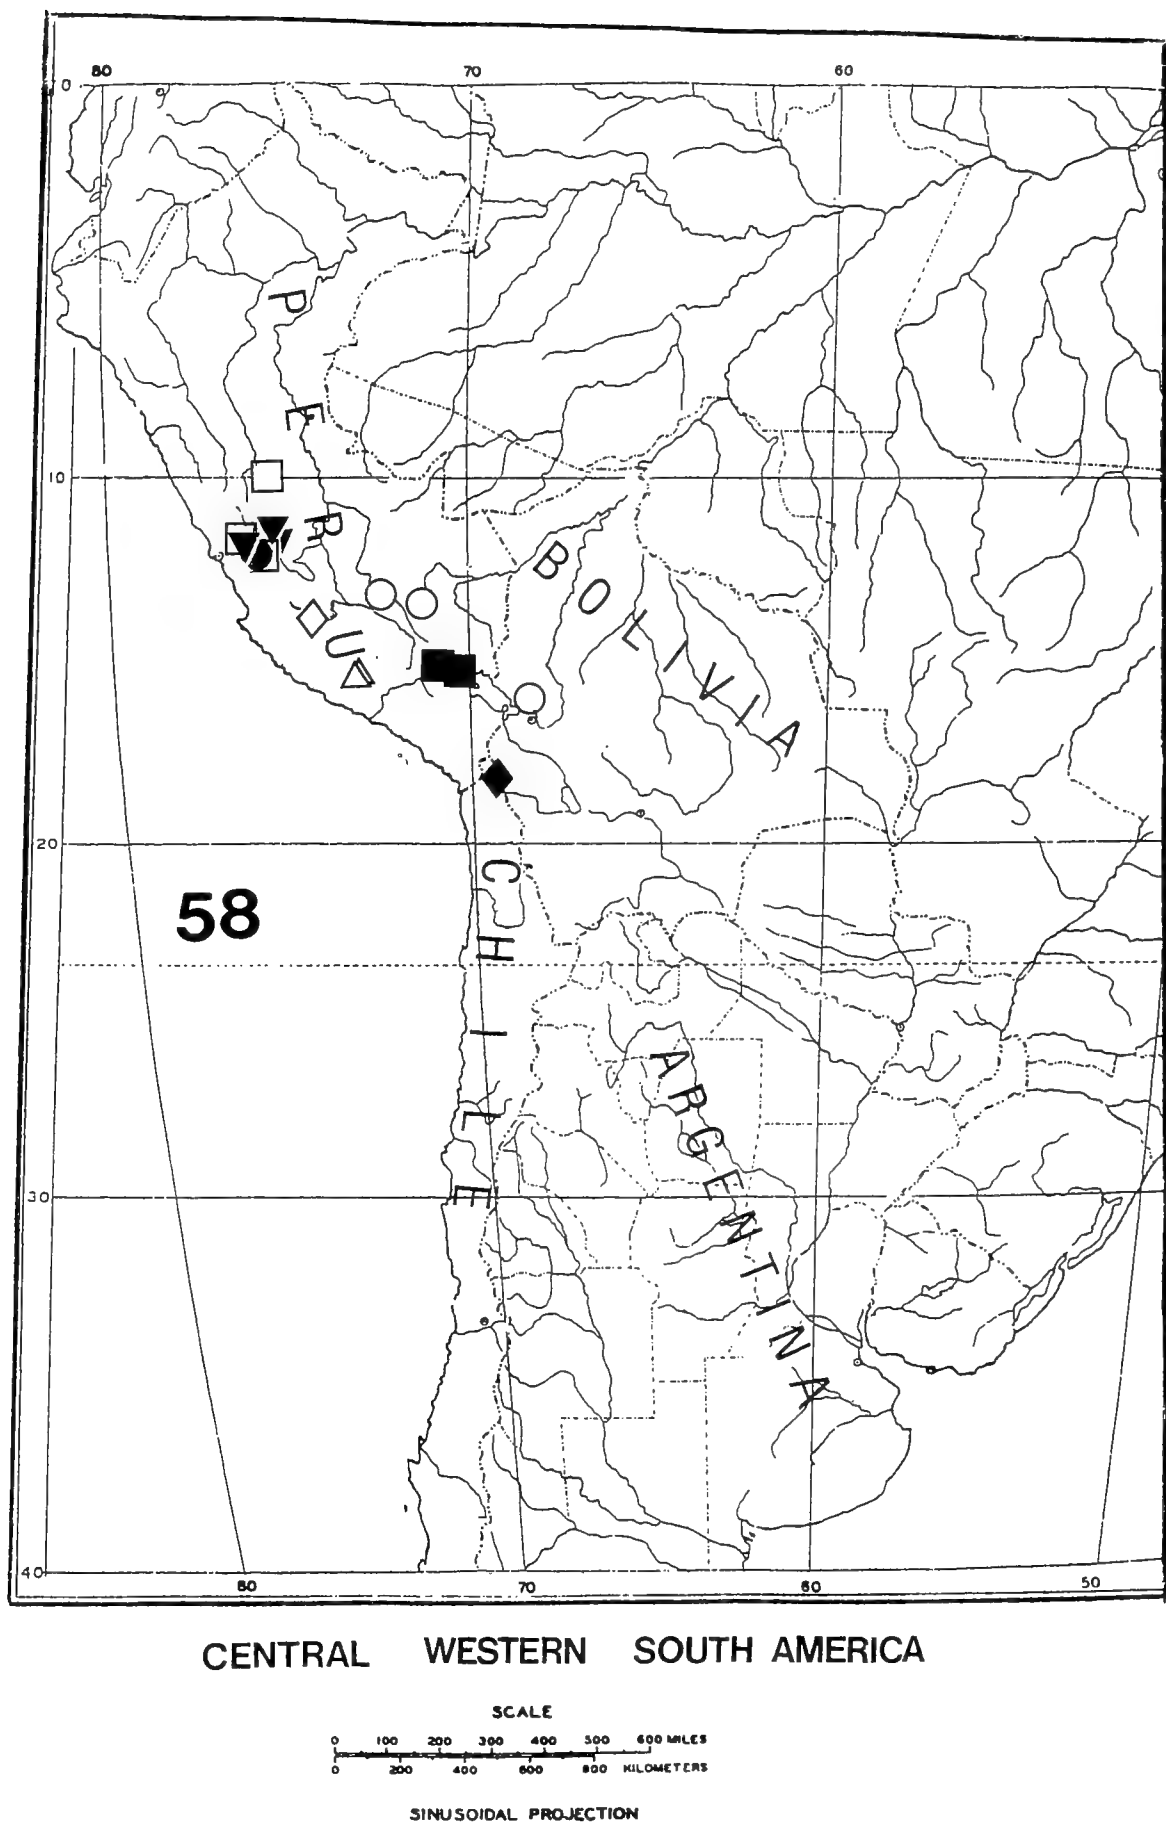 80 70 60
0
PERU
10
BOLIVIA
20
CHILE
58
ARGENTINA
30
40
80 70 60 50
CENTRAL WESTERN SOUTH AMERICA
SCALE
0 100 200 300 400 500 600 MILES
0 200 400 600 800 KILOMETERS
SINUSOIDAL PROJECTION